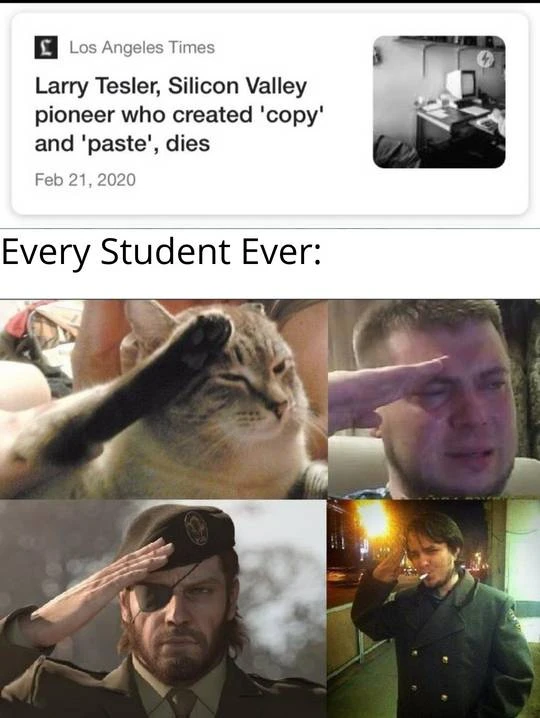 Los Angeles Times
Larry Tesler, Silicon Valley
pioneer who created 'copy'
and 'paste', dies
Feb 21, 2020
Every Student Ever: